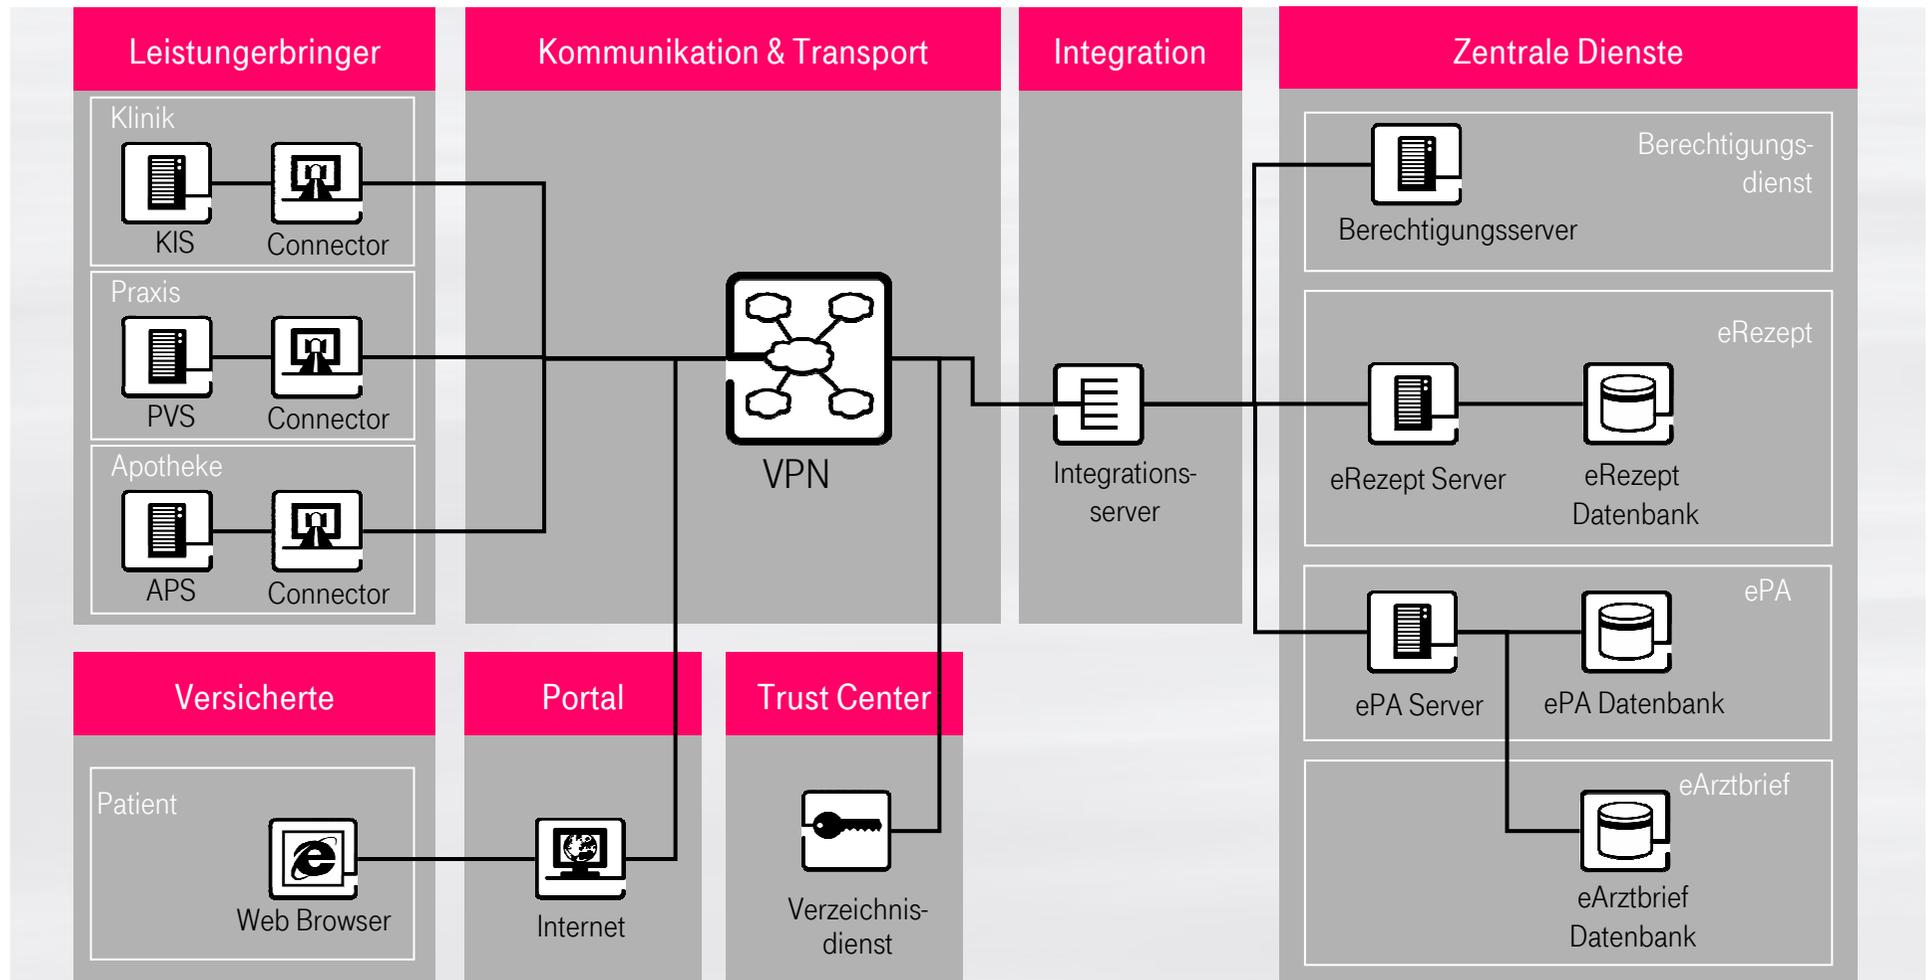 Leistungerbringer
Klinik
KIS
Connector
Praxis
PVS
Connector
Apotheke
APS
Connector
Kommunikation & Transport
VPN
Integration
Integrations-
server
Zentrale Dienste
Berechtigungs-
dienst
Berechtigungsserver
eRezept
eRezept Server
eRezept
Datenbank
ePA
ePA Server
ePA Datenbank
eArztbrief
eArztbrief
Datenbank
Versicherte
Patient
Web Browser
Portal
Internet
Trust Center
Verzeichnis-
dienst